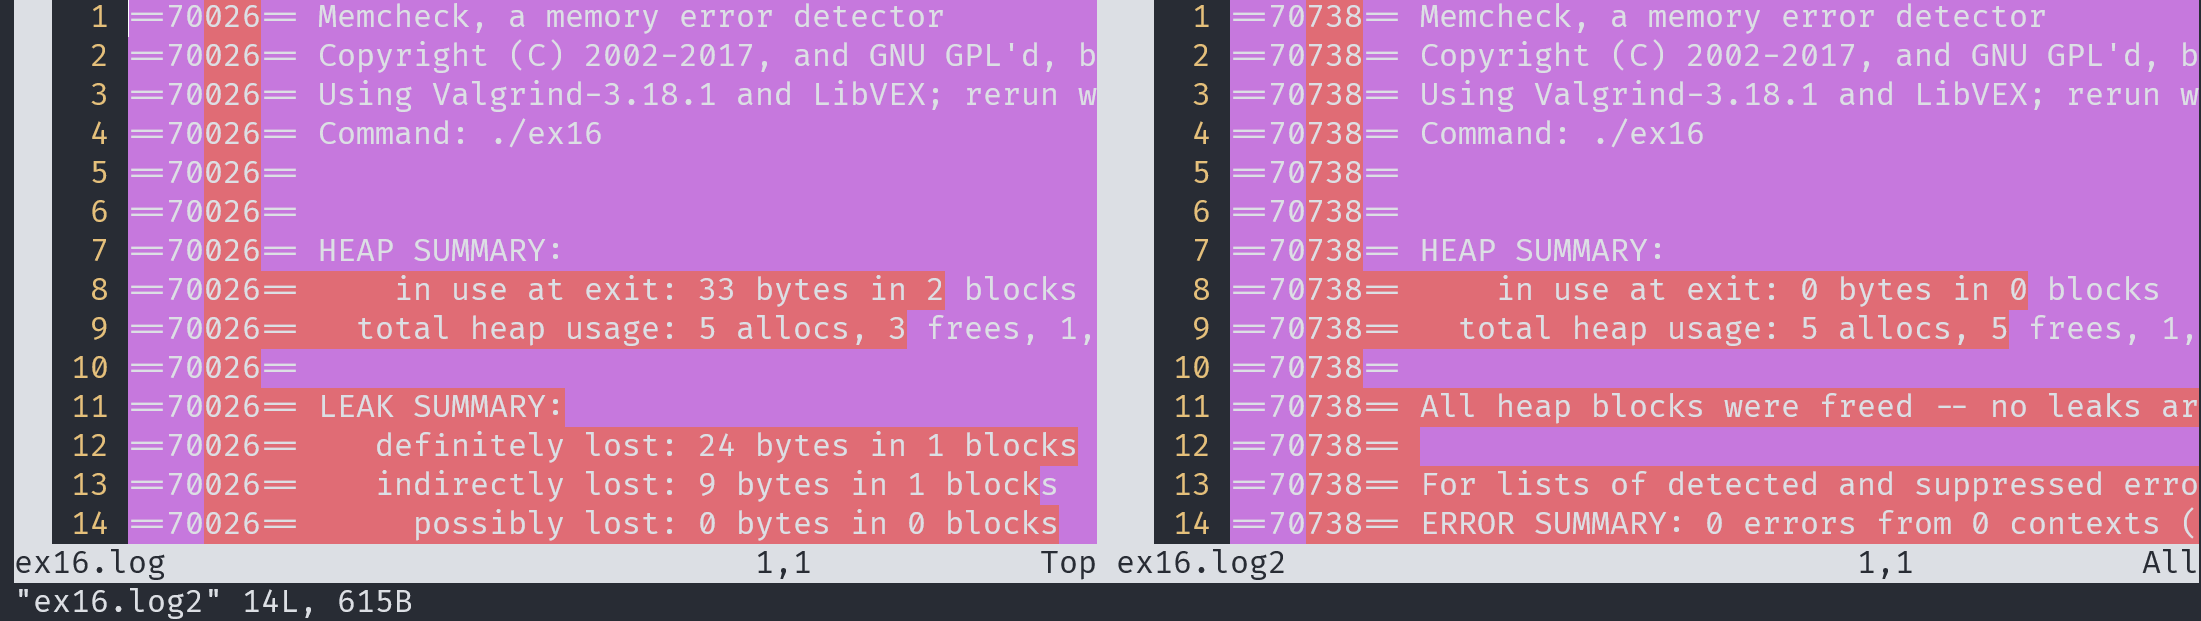 1 ==70026== Memcheck, a memory error detector
2 ==70026== Copyright (C) 2002-2017, and GNU GPL'd, b
3 ==70026== Using Valgrind-3.18.1 and LibVEX; rerun w
4 ==70026== Command: ./ex16
5 ==70026==
6 ==70026==
7 ==70026== HEAP SUMMARY:
8 ==70026==     in use at exit: 33 bytes in 2 blocks
9 ==70026==   total heap usage: 5 allocs, 3 frees, 1,
10 ==70026==
11 ==70026== LEAK SUMMARY:
12 ==70026==    definitely lost: 24 bytes in 1 blocks
13 ==70026==    indirectly lost: 9 bytes in 1 blocks
14 ==70026==      possibly lost: 0 bytes in 0 blocks
ex16.log 1,1 Top
1 ==70738== Memcheck, a memory error detector
2 ==70738== Copyright (C) 2002-2017, and GNU GPL'd, b
3 ==70738== Using Valgrind-3.18.1 and LibVEX; rerun w
4 ==70738== Command: ./ex16
5 ==70738==
6 ==70738==
7 ==70738== HEAP SUMMARY:
8 ==70738==     in use at exit: 0 bytes in 0 blocks
9 ==70738==   total heap usage: 5 allocs, 5 frees, 1,
10 ==70738==
11 ==70738== All heap blocks were freed -- no leaks ar
12 ==70738==
13 ==70738== For lists of detected and suppressed erro
14 ==70738== ERROR SUMMARY: 0 errors from 0 contexts (
ex16.log2 1,1 All
"ex16.log2" 14L, 615B